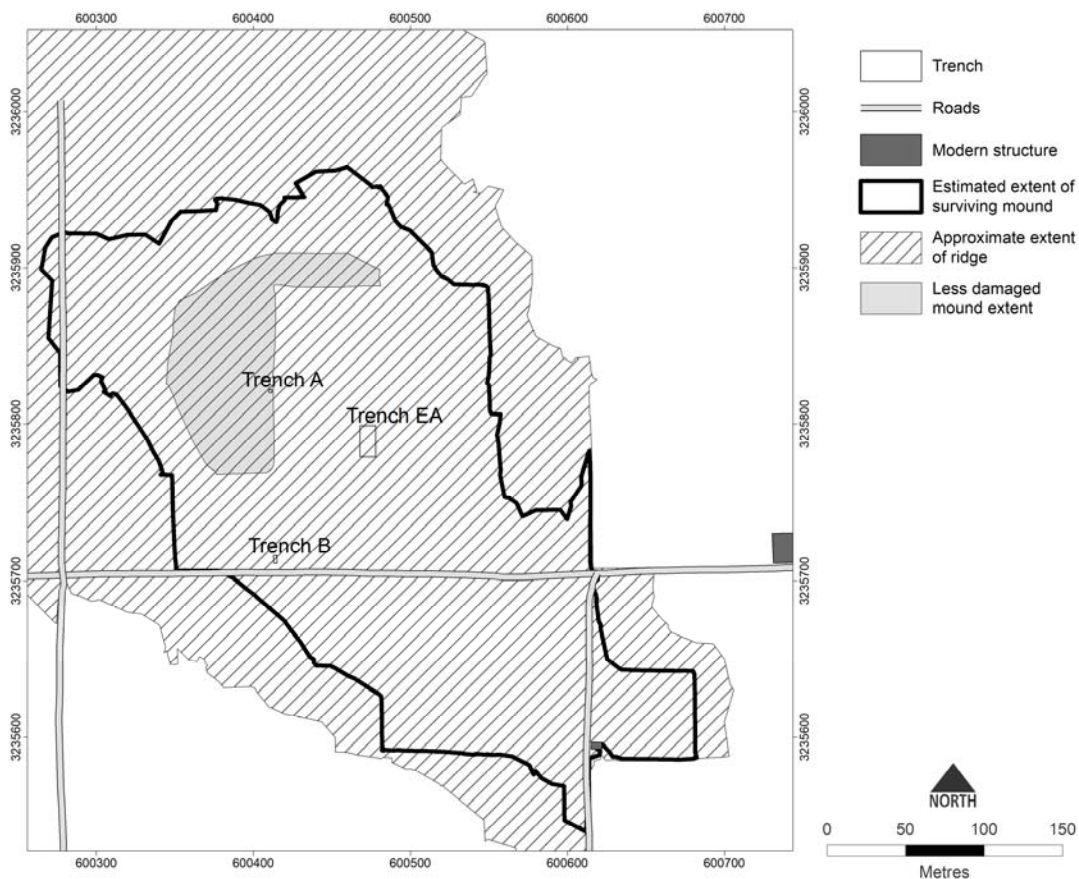 600300
600400
600500
600600
600700
3236000
3235900
3235800
3235700
3235600
3236000
3235900
3235800
3235700
3235600
Trench A
Trench EA
Trench B
600300
600400
600500
600600
600700
Trench
Roads
Modern structure
Estimated extent of
surviving mound
Approximate extent
of ridge
Less damaged
mound extent
NORTH
0
50
100
150
Metres